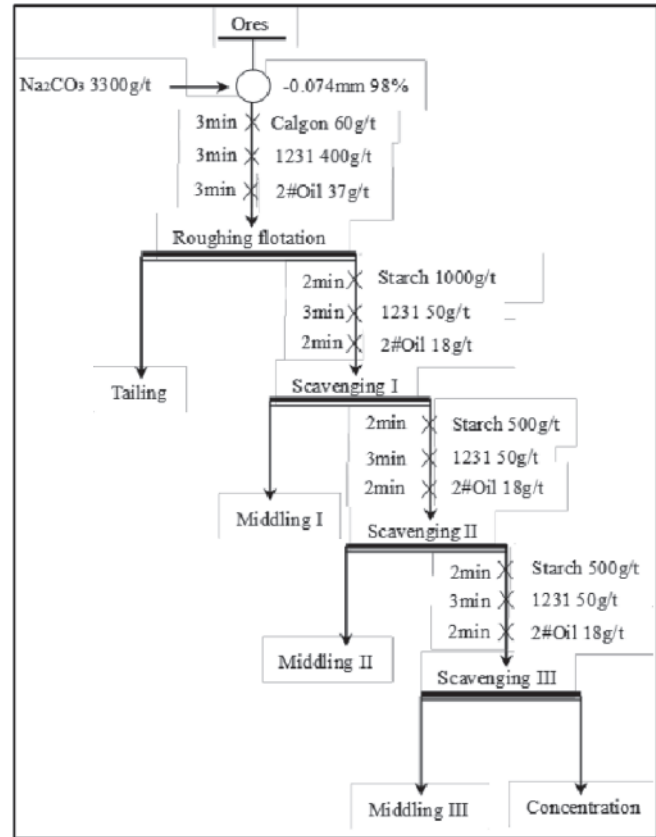 Ores
Na₂CO₃ 3300g/t
-0.074mm 98%
3min Calgon 60g/t
3min 1231 400g/t
3min 2#Oil 37g/t
Roughing flotation
2min Starch 1000g/t
3min 1231 50g/t
2min 2#Oil 18g/t
Tailing
Scavenging I
2min Starch 500g/t
3min 1231 50g/t
2min 2#Oil 18g/t
Middling I
Scavenging II
2min Starch 500g/t
3min 1231 50g/t
2min 2#Oil 18g/t
Middling II
Scavenging III
Middling III
Concentration